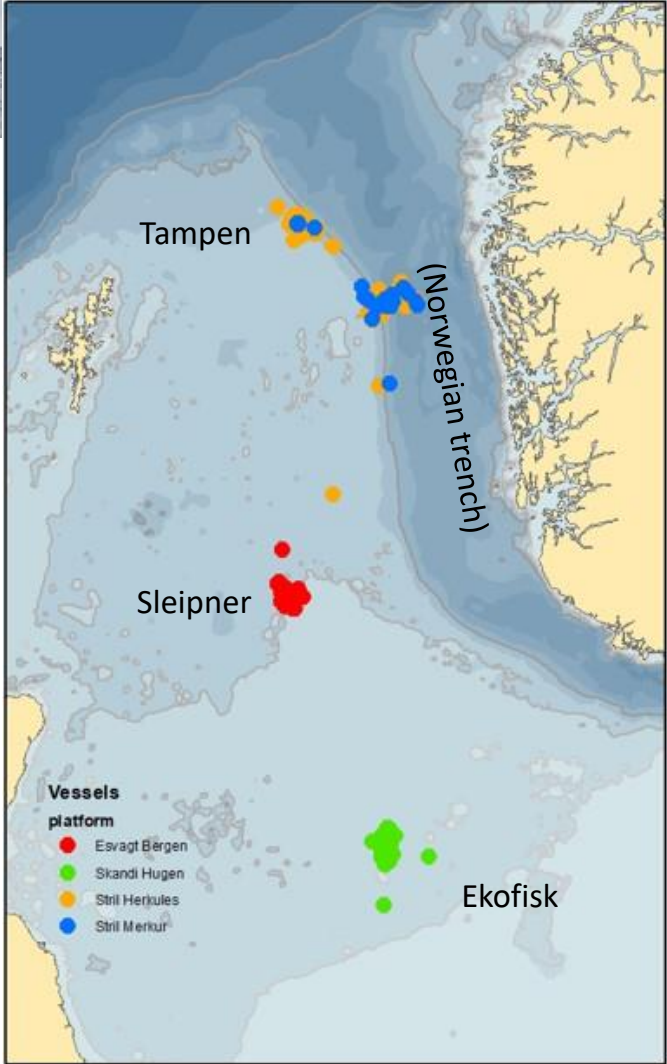 Tampen
(Norwegian trench)
Sleipner
Vessels
platform
Esvagt Bergen
Skandi Hugen
Stril Herkules
Stril Merkur
Ekofisk